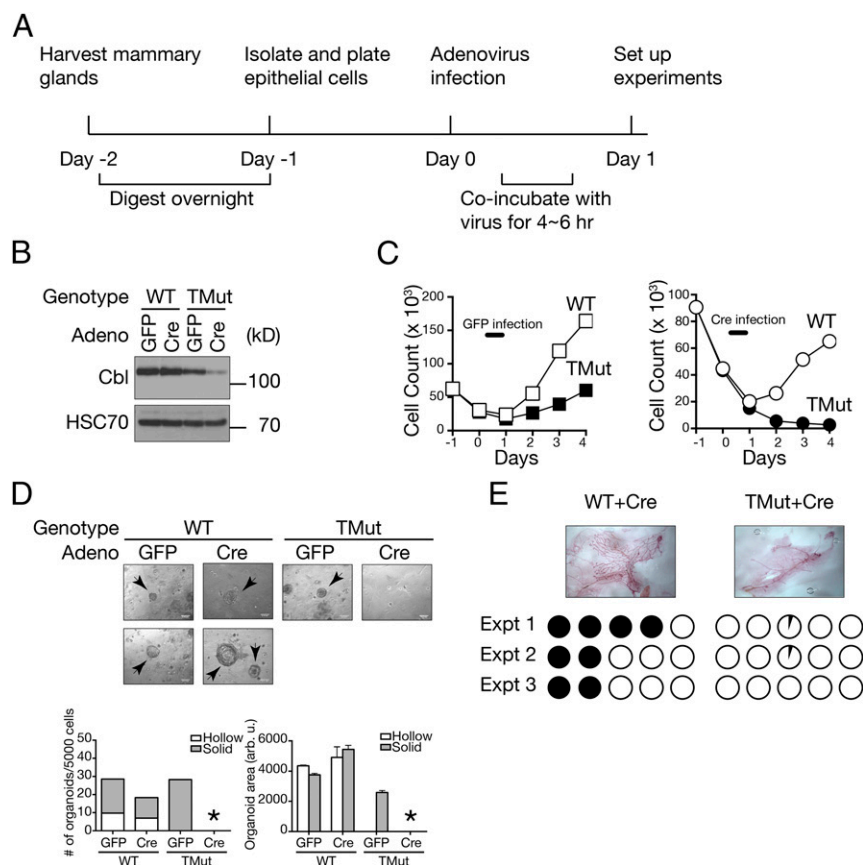 A
Harvest mammary glands
Isolate and plate epithelial cells
Adenovirus infection
Set up experiments
Day -2
Day -1
Day 0
Day 1
Digest overnight
Co-incubate with virus for 4~6 hr
B
Genotype WT TMut
Adeno GFP Cre GFP Cre (kD)
Cbl 100
HSC70 70
C
Cell Count (x 10³)
200
150
100
50
0
GFP infection
WT
TMut
-1 0 1 2 3 4
Days
Cell Count (x 10³)
100
80
60
40
20
0
Cre infection
WT
TMut
-1 0 1 2 3 4
Days
D
Genotype WT TMut
Adeno GFP Cre GFP Cre
# of organoids/5000 cells
50
40
30
20
10
0
Hollow
Solid
*
GFP Cre GFP Cre
WT TMut
Organoid area (arb. u.)
6000
4000
2000
0
Hollow
Solid
*
GFP Cre GFP Cre
WT TMut
E
WT+Cre TMut+Cre
Expt 1
Expt 2
Expt 3